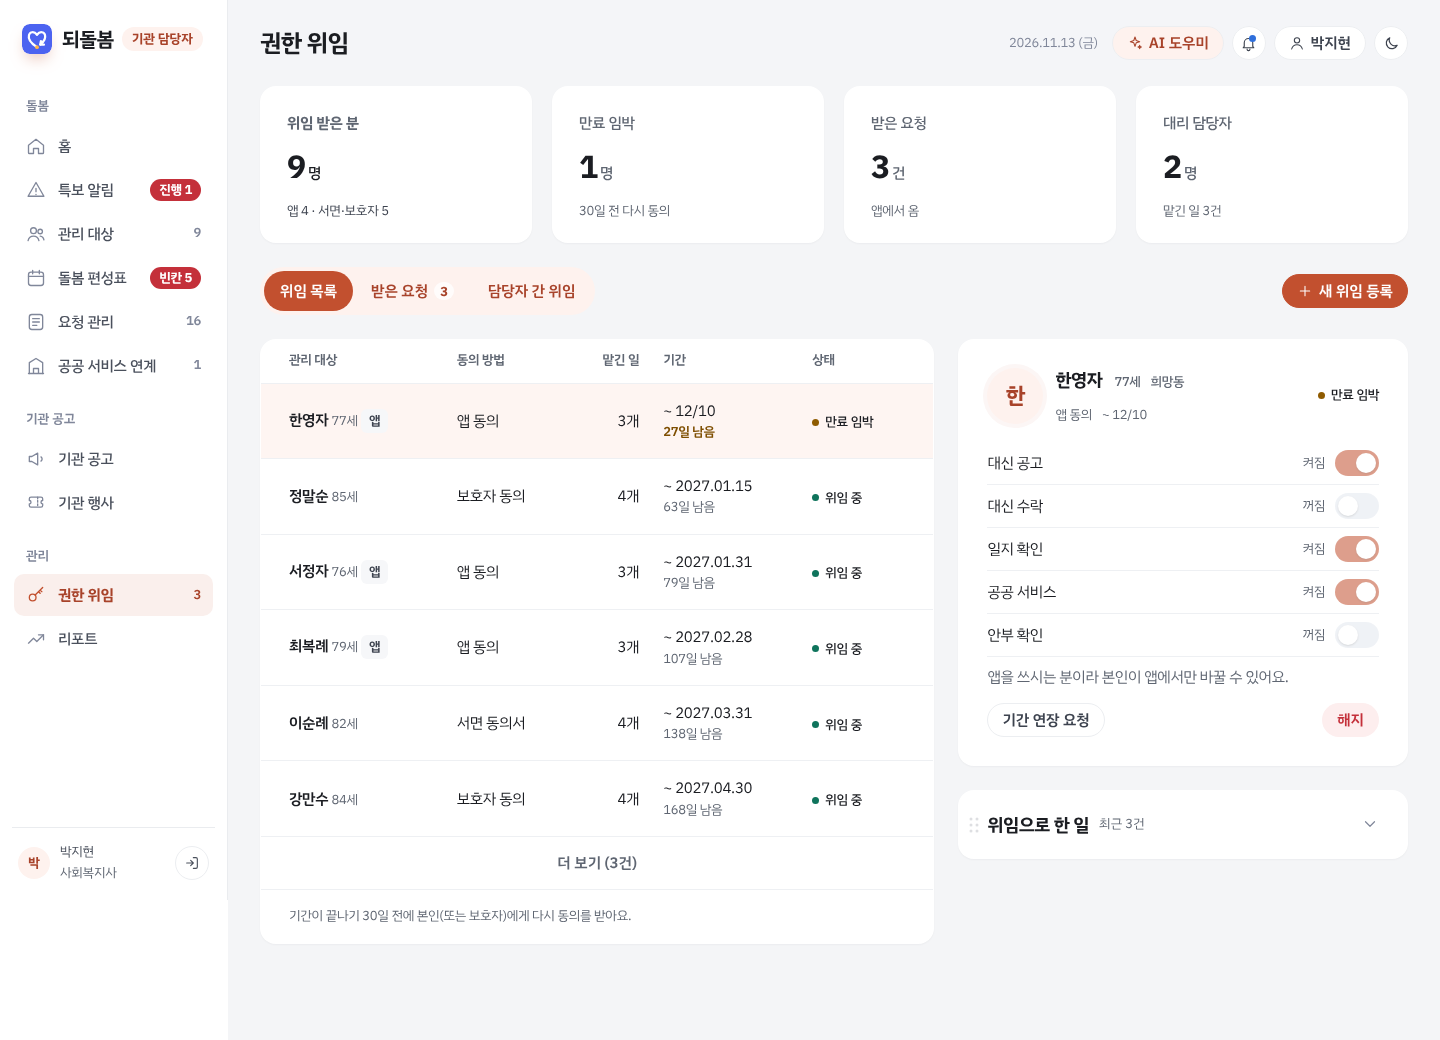 되돌봄 기관 담당자
돌봄
홈
특보 알림 진행 1
관리 대상 9
돌봄 편성표 빈칸 5
요청 관리 16
공공 서비스 연계 1
기관 공고
기관 공고
기관 행사
관리
권한 위임 3
리포트
박 박지현
사회복지사
권한 위임
2026.11.13 (금) AI 도우미 박지현
위임 받은 분
9명
앱 4 · 서면·보호자 5
만료 임박
1명
30일 전 다시 동의
받은 요청
3건
앱에서 옴
대리 담당자
2명
맡긴 일 3건
위임 목록 받은 요청 3 담당자 간 위임
새 위임 등록
관리 대상 동의 방법 맡긴 일 기간 상태
한영자 77세 앱 앱 동의 3개 ~ 12/10 만료 임박
27일 남음
정말순 85세 보호자 동의 4개 ~ 2027.01.15 위임 중
63일 남음
서정자 76세 앱 앱 동의 3개 ~ 2027.01.31 위임 중
79일 남음
최복례 79세 앱 앱 동의 3개 ~ 2027.02.28 위임 중
107일 남음
이순례 82세 서면 동의서 4개 ~ 2027.03.31 위임 중
138일 남음
강만수 84세 보호자 동의 4개 ~ 2027.04.30 위임 중
168일 남음
더 보기 (3건)
기간이 끝나기 30일 전에 본인(또는 보호자)에게 다시 동의를 받아요.
한 한영자 77세 희망동
앱 동의 ~ 12/10
만료 임박
대신 공고 켜짐
대신 수락 꺼짐
일지 확인 켜짐
공공 서비스 켜짐
안부 확인 꺼짐
앱을 쓰시는 분이라 본인이 앱에서만 바꿀 수 있어요.
기간 연장 요청 해지
위임으로 한 일 최근 3건